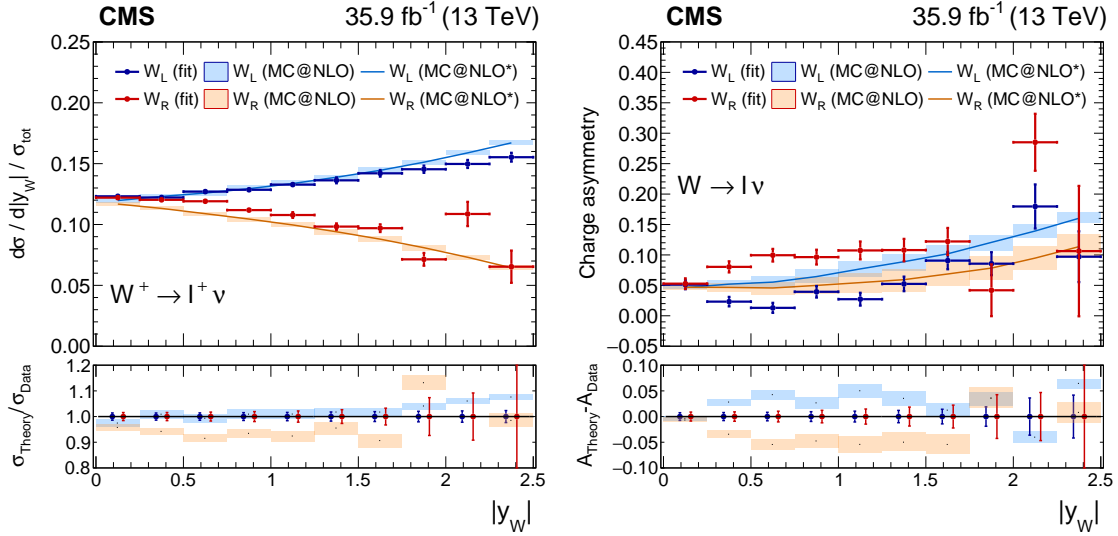 CMS 35.9 fb⁻¹ (13 TeV)
W_L (fit) W_L (MC@NLO) W_L (MC@NLO*)
W_R (fit) W_R (MC@NLO) W_R (MC@NLO*)
dσ / d|y_W| / σ_tot
0.25
0.20
0.15
0.10
0.05
0.00
W⁺ → l⁺ ν
σ_Theory/σ_Data
1.2
1.1
1.0
0.9
0.8
0 0.5 1 1.5 2 2.5
|y_W|
CMS 35.9 fb⁻¹ (13 TeV)
W_L (fit) W_L (MC@NLO) W_L (MC@NLO*)
W_R (fit) W_R (MC@NLO) W_R (MC@NLO*)
Charge asymmetry
0.45
0.40
0.35
0.30
0.25
0.20
0.15
0.10
0.05
0.00
−0.05
W → l ν
A_Theory-A_Data
0.10
0.05
0.00
−0.05
−0.10
0 0.5 1 1.5 2 2.5
|y_W|